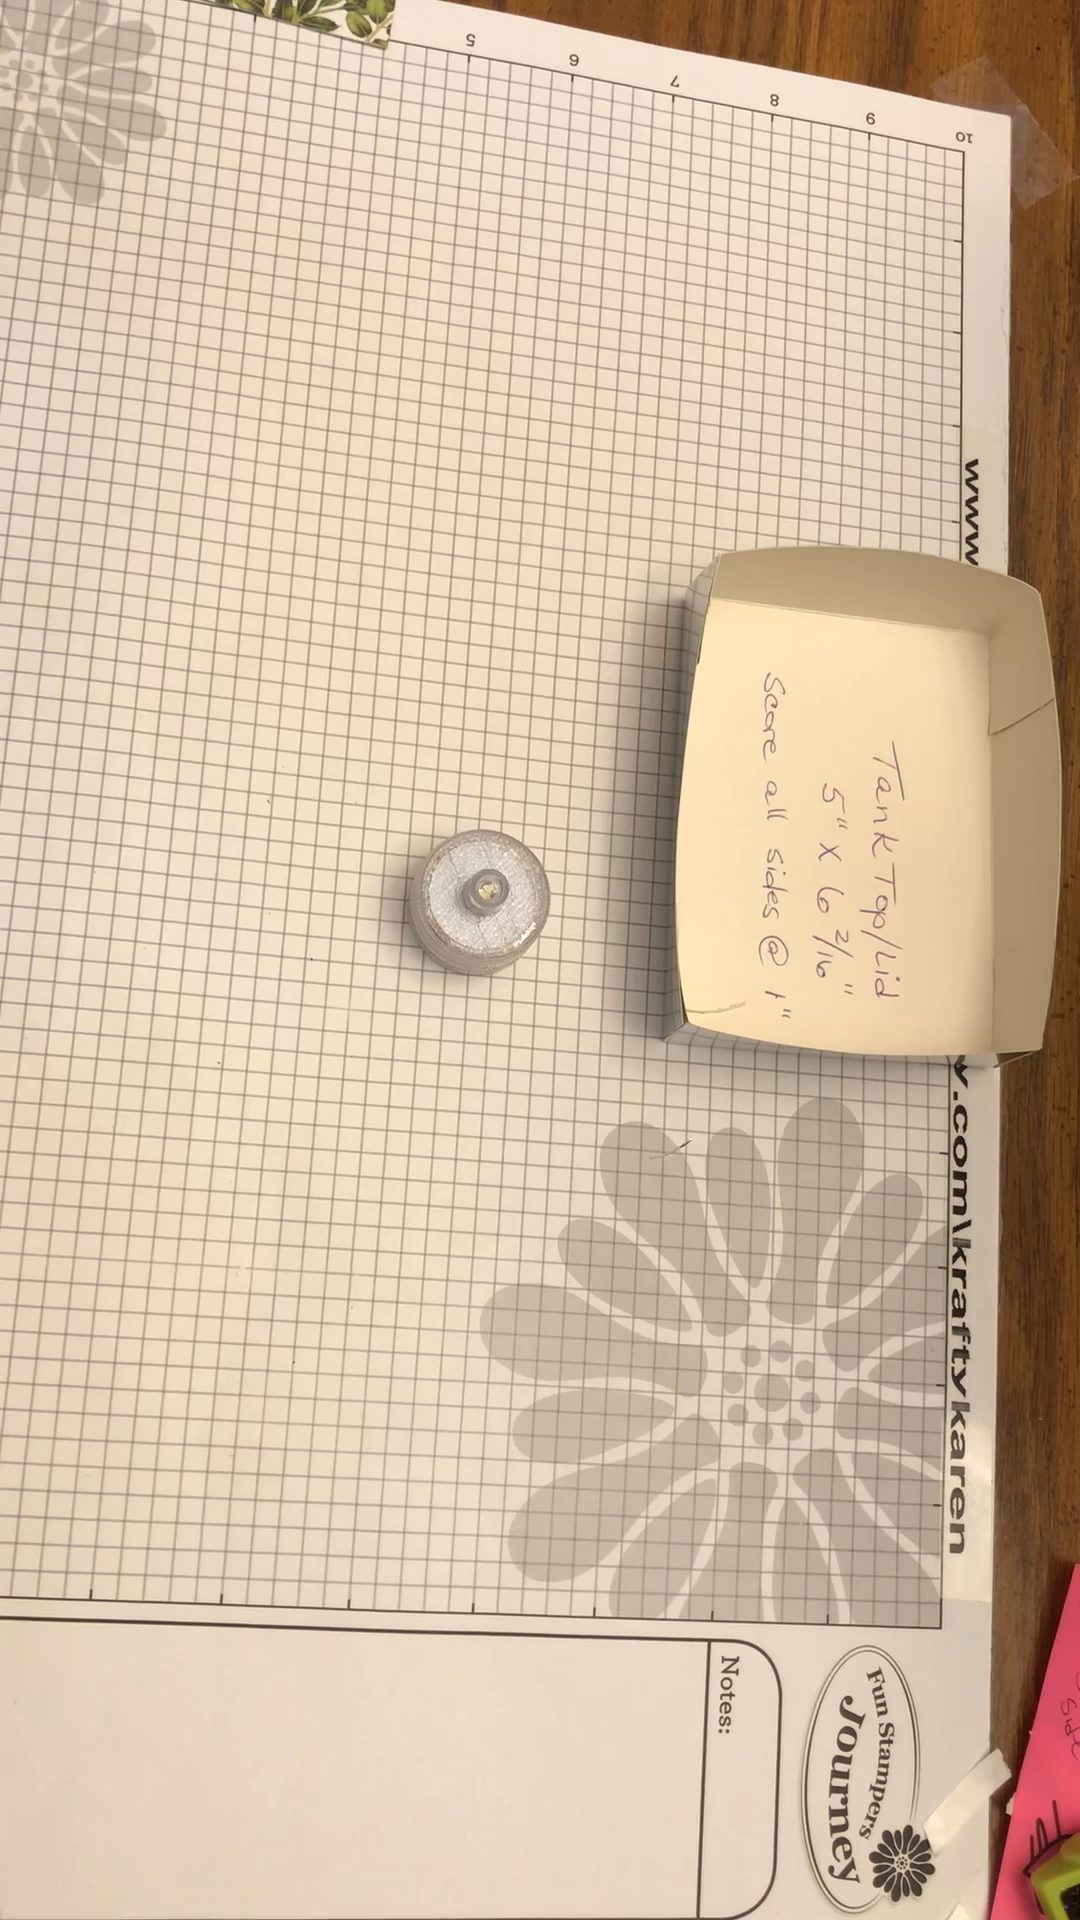 5
6
7
8
9
10
www
Tank Top/Lid
5" X 6 2/16"
Score all sides @ 1"
w.com\kraftykaren
Notes:
Fun Stampers
Journey
side